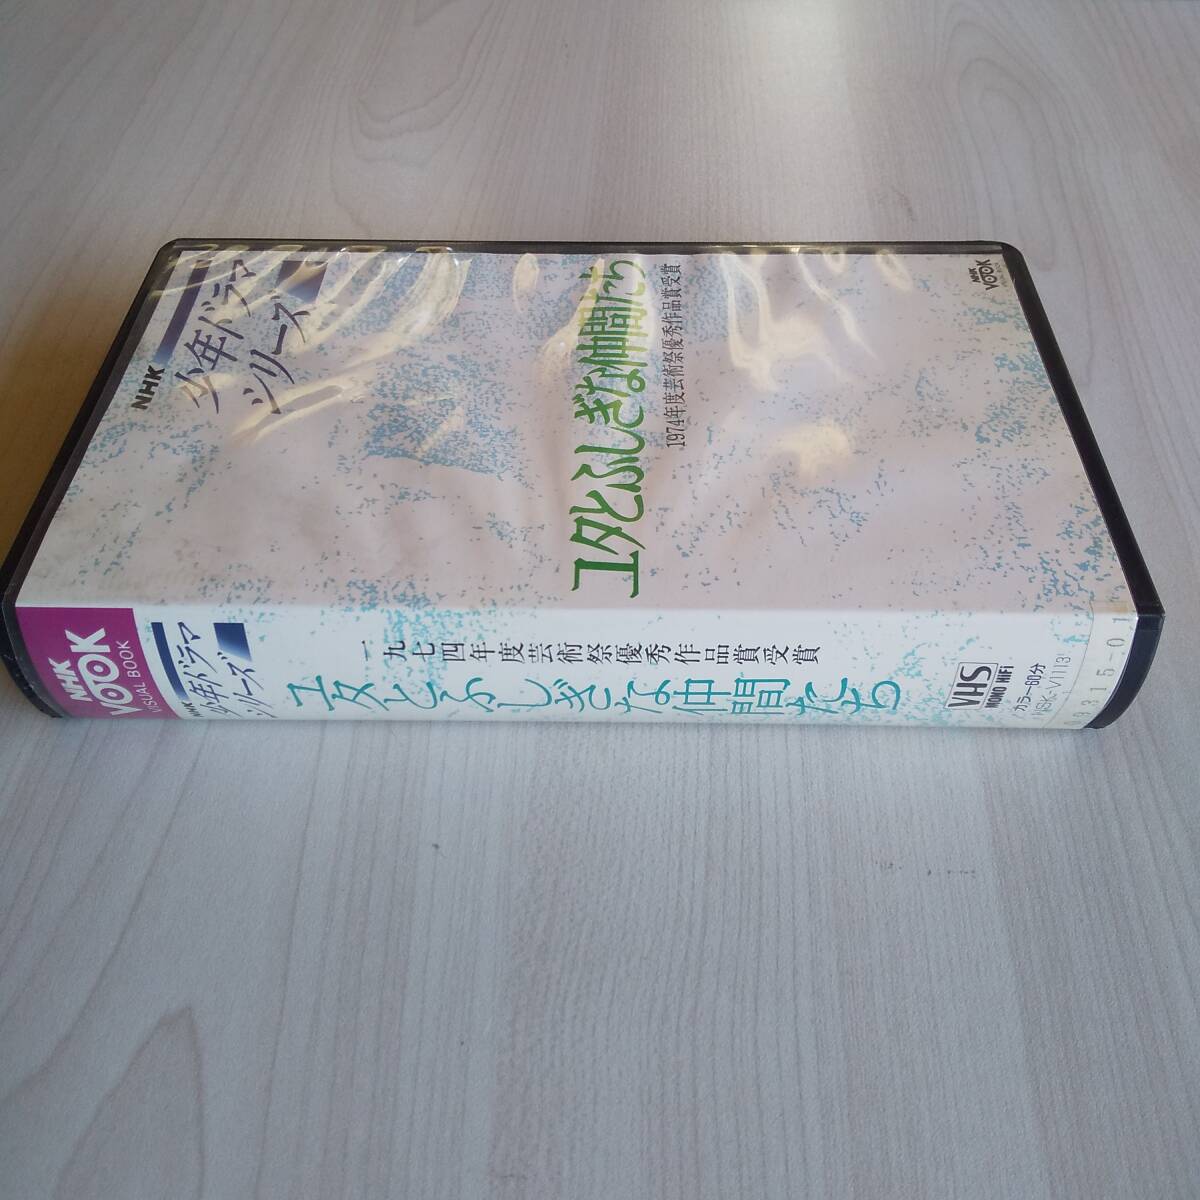 NHK
少年ドラマ
シリーズ
ユタとふしぎな仲間たち
1974年度芸術祭優秀作品賞受賞
NHK
VOOK
NHK
VOOK
VISUAL BOOK
NHK
少年ドラマ
シリーズ
一九七四年度芸術祭優秀作品賞受賞
ユタとふしぎな仲間たち
VHS
MONO HiFi
カラー60分